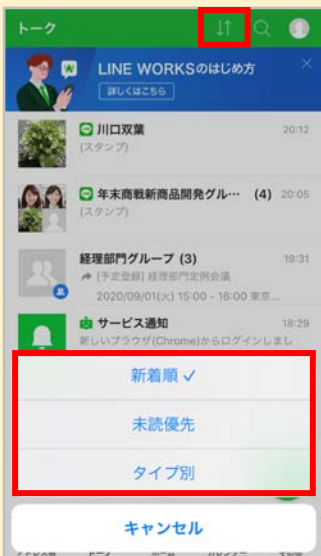 トーク
LINE WORKSのはじめ方
詳しくはこちら
川口双葉
20:12
(スタンプ)
年末商戦新商品開発グル… (4) 20:05
(スタンプ)
経理部門グループ (3)
19:31
[予定登録] 経理部門定例会議
2020/09/01(火) 15:00 - 16:00 東京...
サービス通知
18:29
新しいブラウザ(Chrome)からログインしまし
新着順 ✓
未読優先
タイプ別
キャンセル